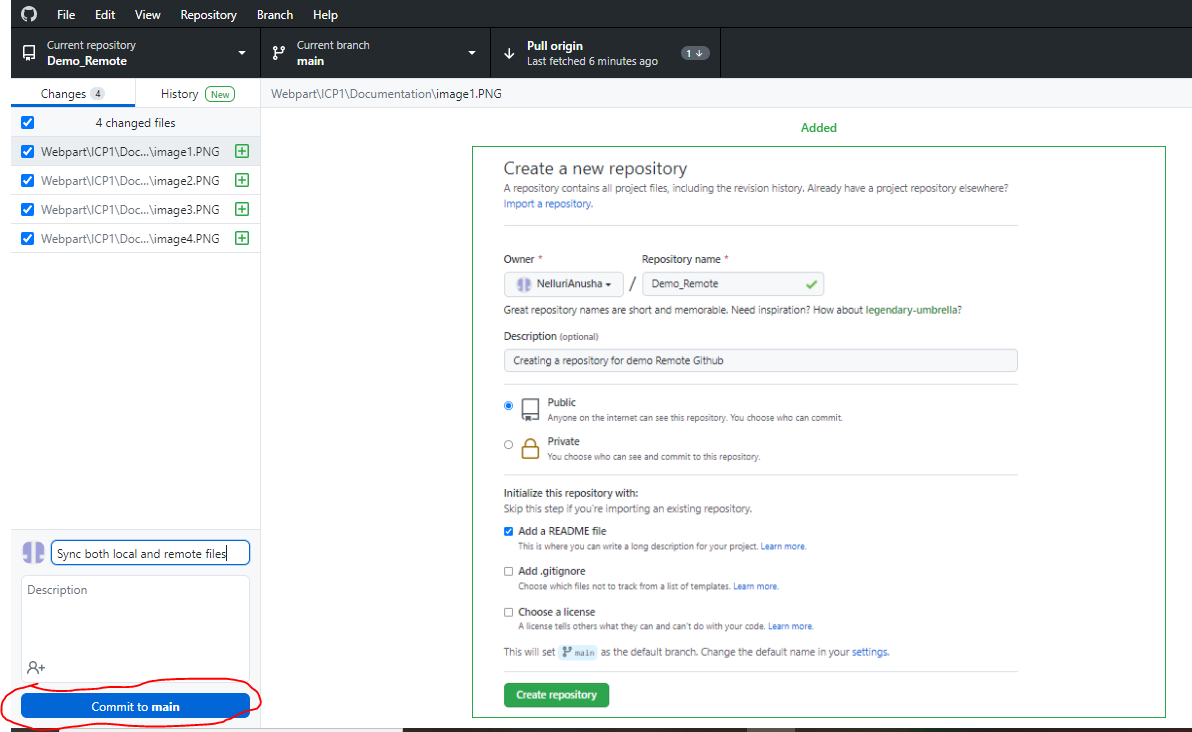 File Edit View Repository Branch Help
Current repository
Demo_Remote
Current branch
main
Pull origin
Last fetched 6 minutes ago
1
Changes 4
History New
Webpart\ICP1\Documentation\image1.PNG
4 changed files
Webpart\ICP1\Doc...\image1.PNG
Webpart\ICP1\Doc...\image2.PNG
Webpart\ICP1\Doc...\image3.PNG
Webpart\ICP1\Doc...\image4.PNG
Sync both local and remote files
Description
Commit to main
Added
Create a new repository
A repository contains all project files, including the revision history. Already have a project repository elsewhere?
Import a repository.
Owner * Repository name *
NelluriAnusha / Demo_Remote
Great repository names are short and memorable. Need inspiration? How about legendary-umbrella?
Description (optional)
Creating a repository for demo Remote Github
Public
Anyone on the internet can see this repository. You choose who can commit.
Private
You choose who can see and commit to this repository.
Initialize this repository with:
Skip this step if you're importing an existing repository.
Add a README file
This is where you can write a long description for your project. Learn more.
Add .gitignore
Choose which files not to track from a list of templates. Learn more.
Choose a license
A license tells others what they can and can't do with your code. Learn more.
This will set main as the default branch. Change the default name in your settings.
Create repository